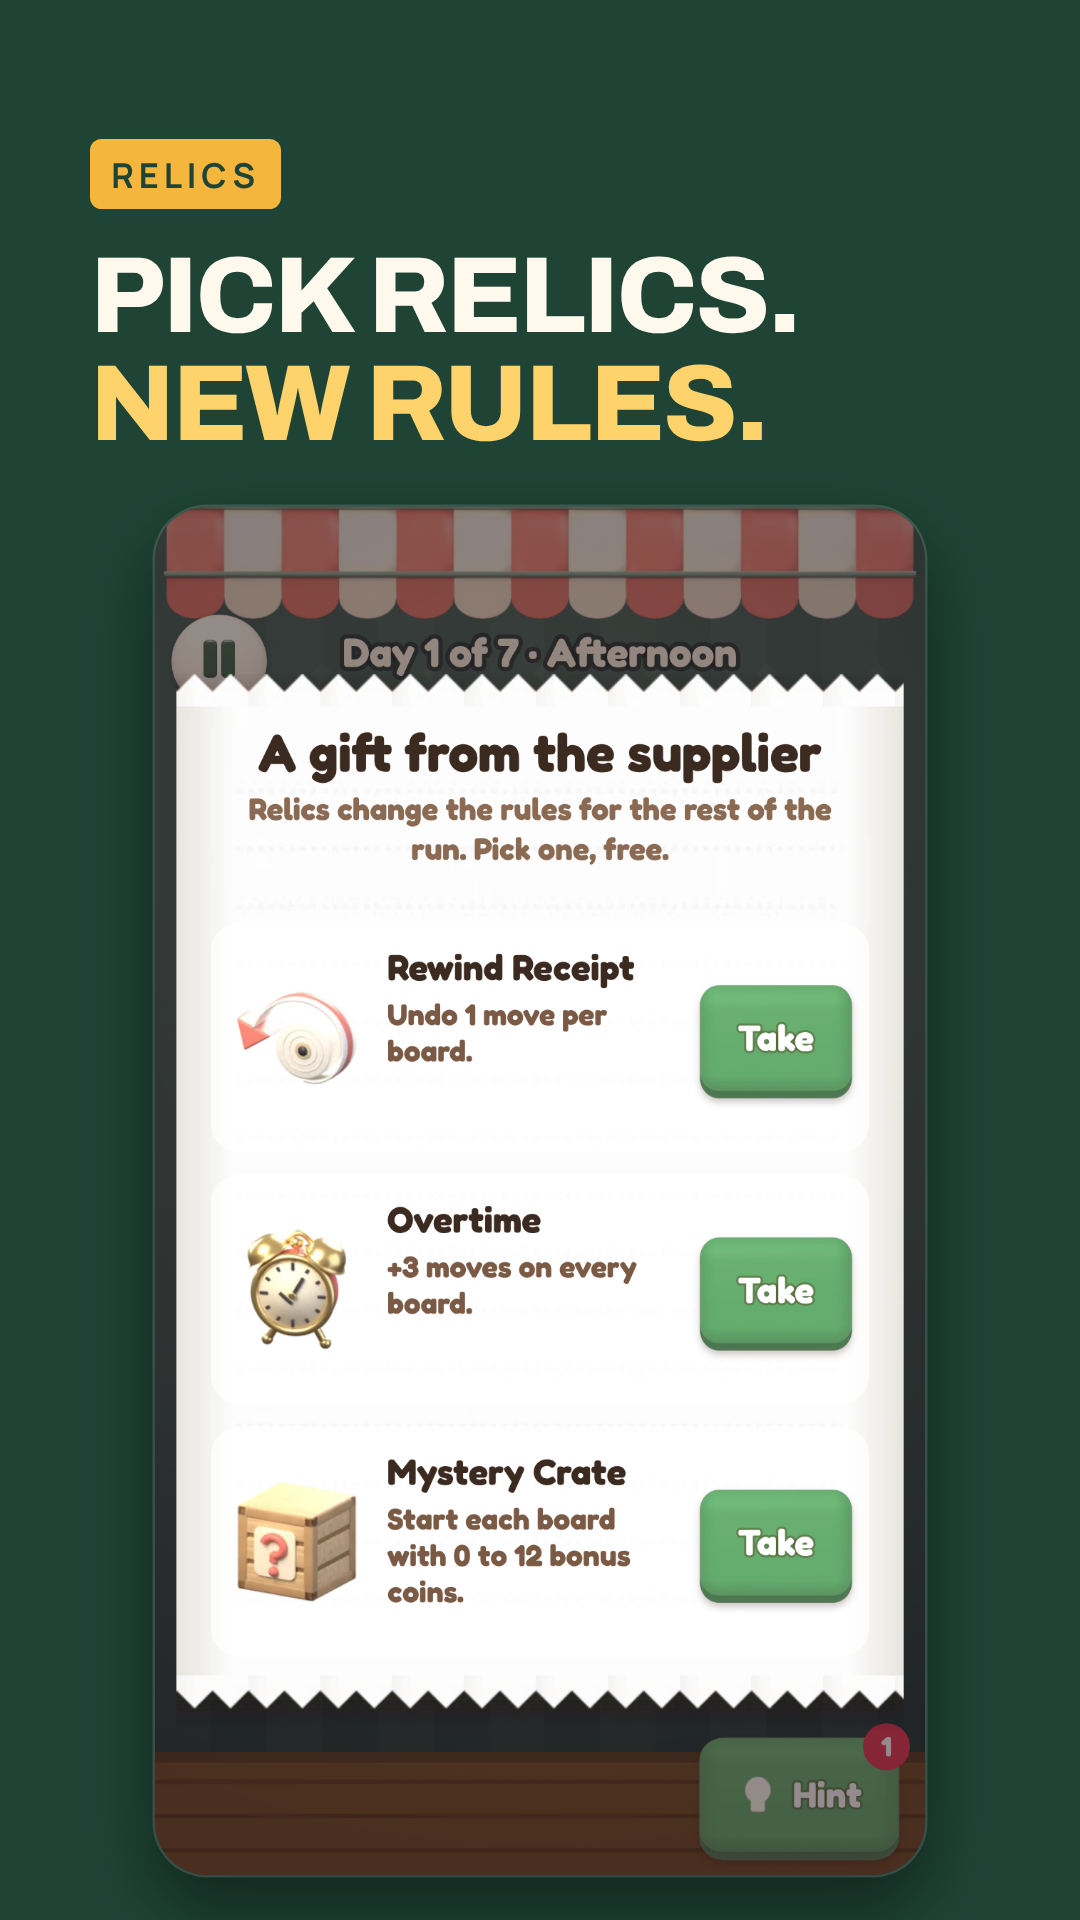 RELICS
PICK RELICS.
NEW RULES.
Day 1 of 7 · Afternoon
A gift from the supplier
Relics change the rules for the rest of the
run. Pick one, free.
Rewind Receipt
Undo 1 move per
board.
Take
Overtime
+3 moves on every
board.
Take
Mystery Crate
Start each board
with 0 to 12 bonus
coins.
Take
?
1
Hint